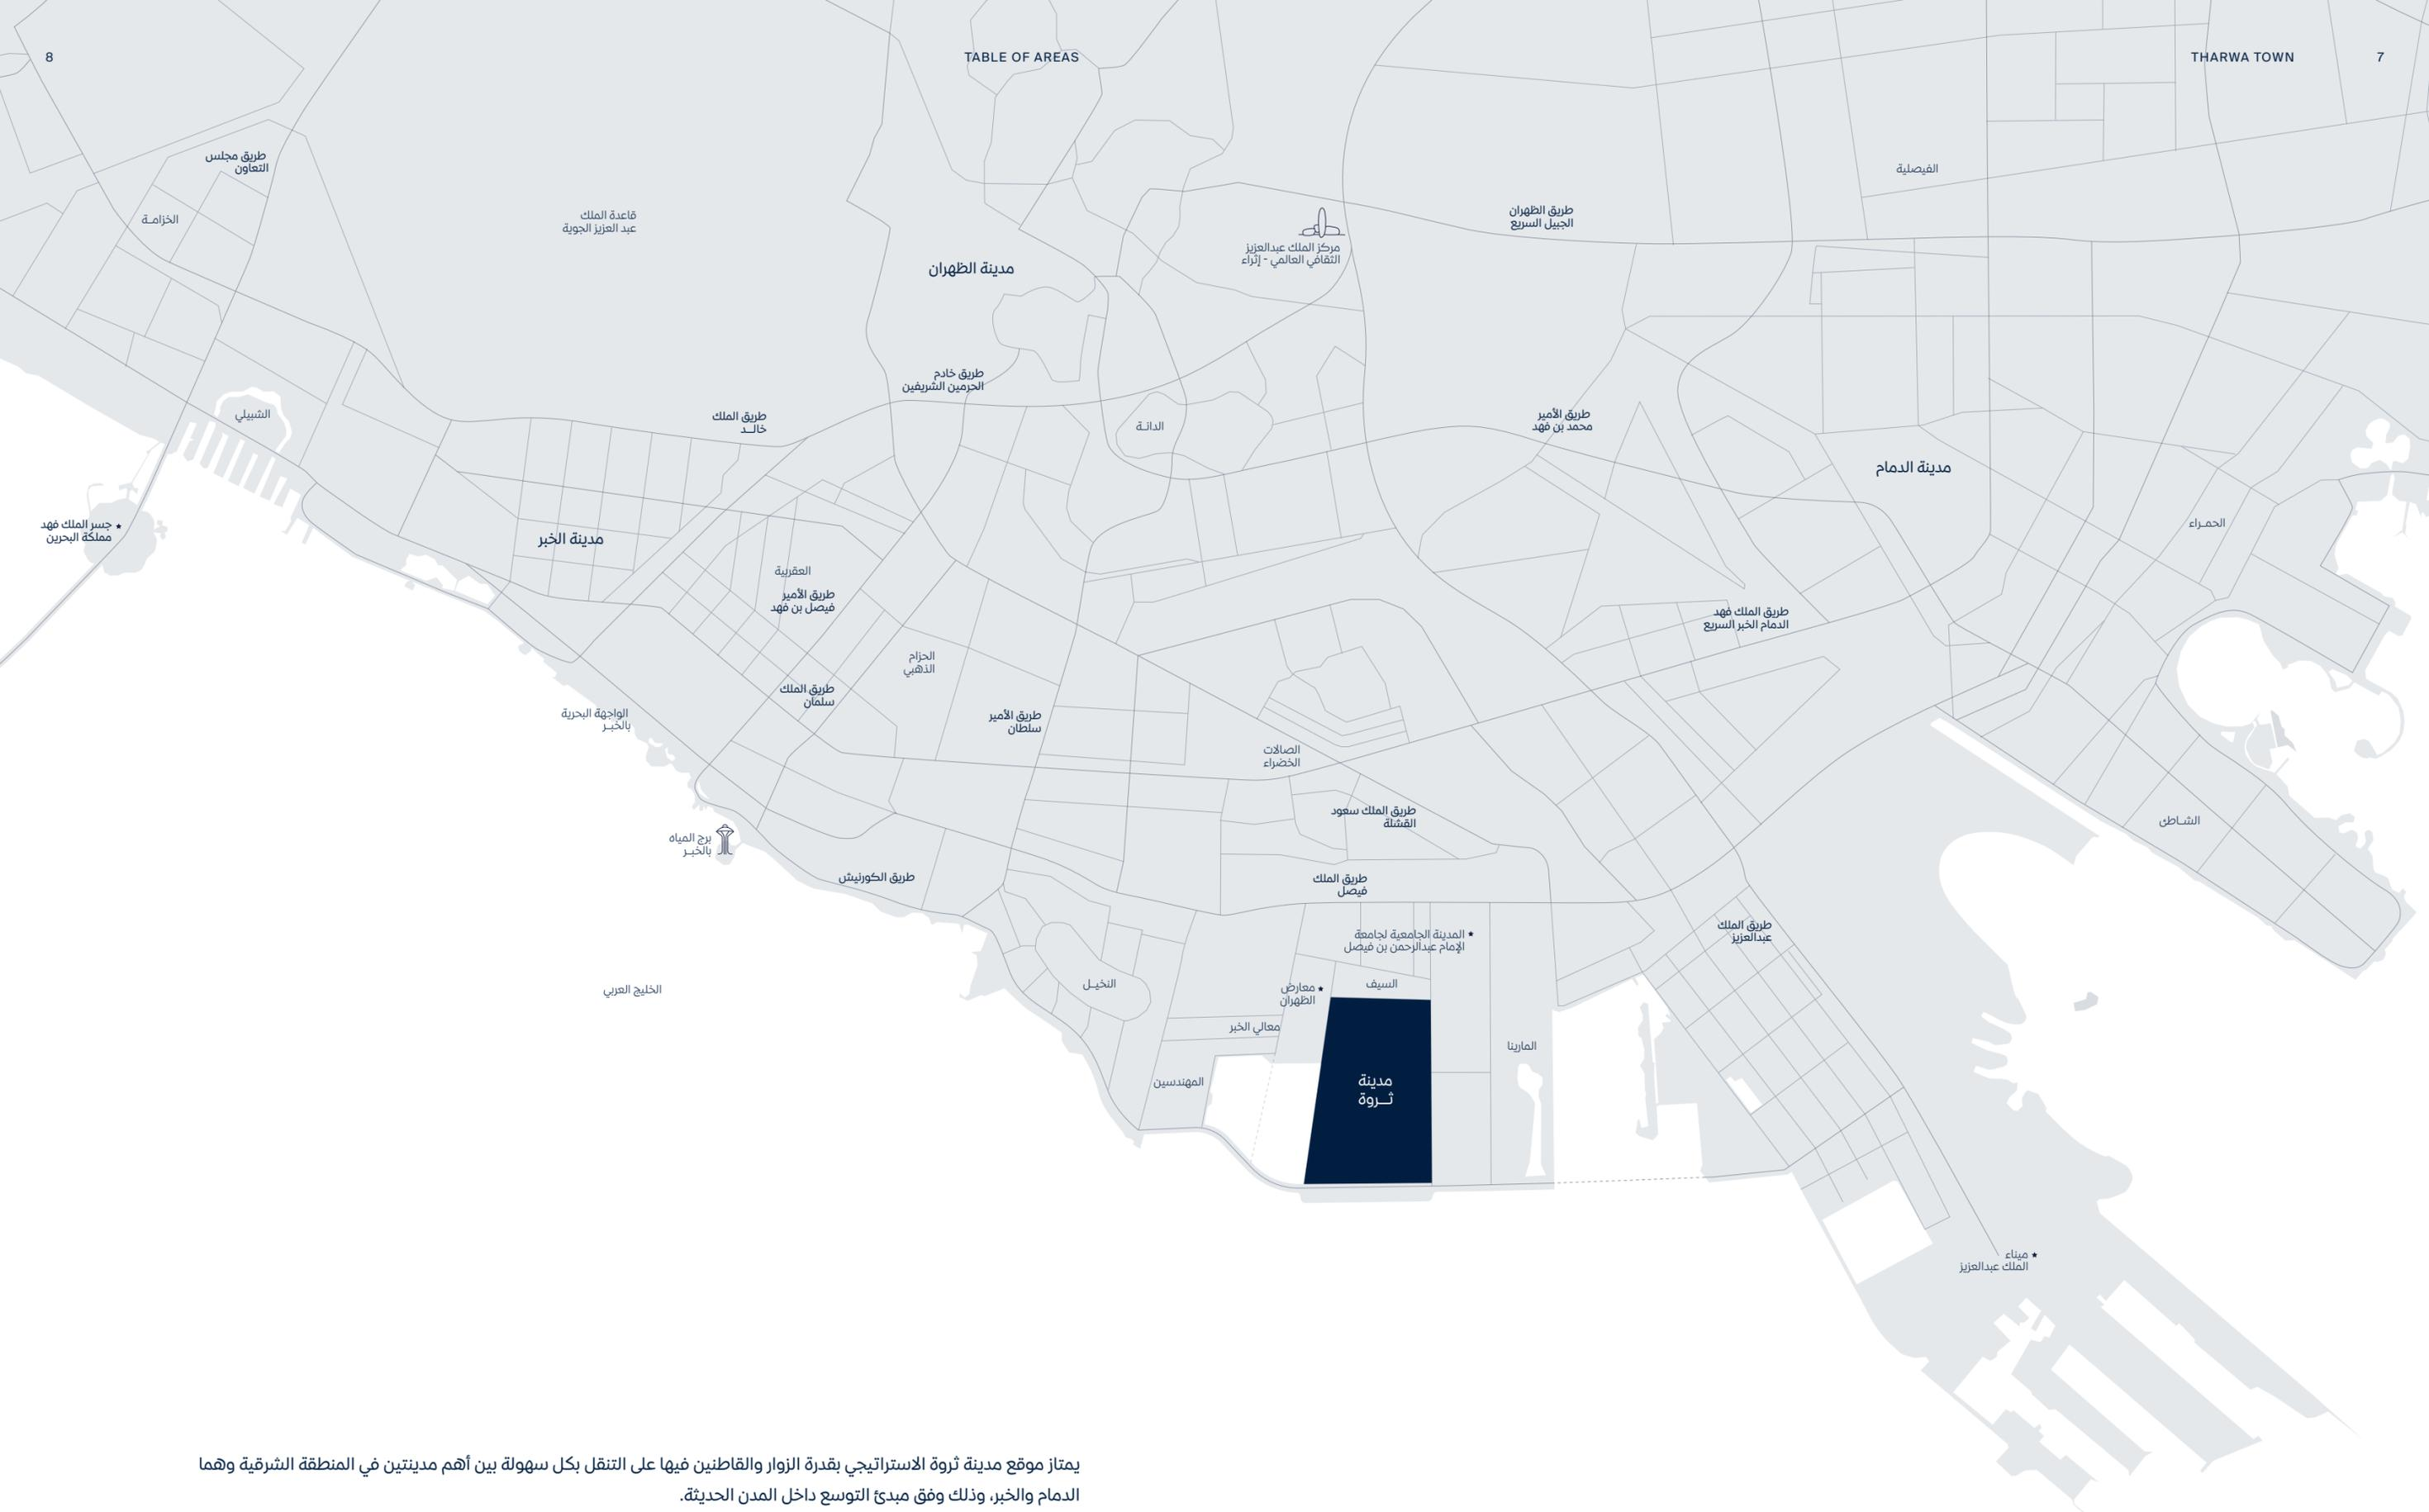 8
TABLE OF AREAS
THARWA TOWN
7
طريق مجلس
التعاون
الخزامـة
قاعدة الملك
عبد العزيز الجوية
مدينة الظهران
مركز الملك عبدالعزيز
الثقافي العالمي - إثراء
طريق الظهران
الجبيل السريع
الفيصلية
طريق خادم
الحرمين الشريفين
طريق الملك
خالـد
الشبيلي
الدانـة
طريق الأمير
محمد بن فهد
مدينة الدمام
الحمـراء
جسر الملك فهد
مملكة البحرين
مدينة الخبر
العقربية
طريق الأمير
فيصل بن فهد
طريق الملك فهد
الدمام الخبر السريع
الحزام
الذهبي
طريق الملك
سلمان
الواجهة البحرية
بالخبـر
طريق الأمير
سلطان
الصالات
الخضراء
طريق الملك سعود
القشلة
الشـاطئ
برج المياه
بالخبـر
طريق الكورنيش
طريق الملك
فيصل
طريق الملك
عبدالعزيز
المدينة الجامعية لجامعة
الإمام عبدالرحمن بن فيصل
الخليج العربي
النخيـل
معارض
الظهران
السيف
معالي الخبر
المارينا
المهندسين
مدينة
ثـروة
ميناء
الملك عبدالعزيز
يمتاز موقع مدينة ثروة الاستراتيجي بقدرة الزوار والقاطنين فيها على التنقل بكل سهولة بين أهم مدينتين في المنطقة الشرقية وهما
الدمام والخبر، وذلك وفق مبدئ التوسع داخل المدن الحديثة.